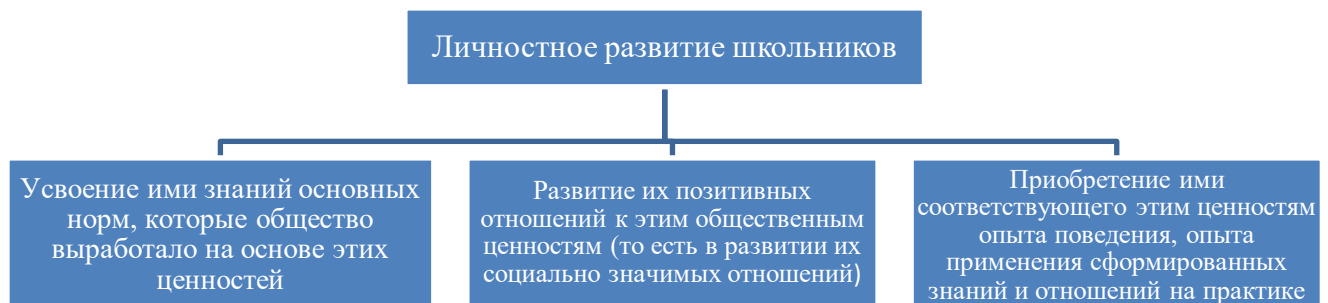 Личностное развитие школьников
Усвоение ими знаний основных
норм, которые общество
выработало на основе этих
ценностей
Развитие их позитивных
отношений к этим общественным
ценностям (то есть в развитии их
социально значимых отношений)
Приобретение ими
соответствующего этим ценностям
опыта поведения, опыта
применения сформированных
знаний и отношений на практике